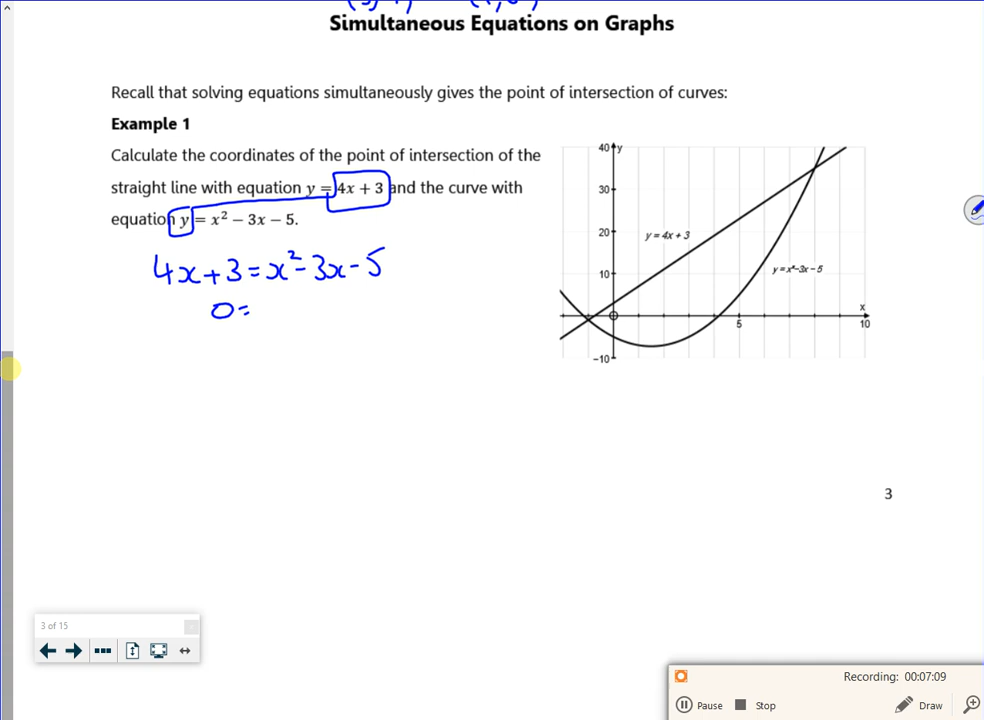 Simultaneous Equations on Graphs
Recall that solving equations simultaneously gives the point of intersection of curves:
Example 1
Calculate the coordinates of the point of intersection of the
straight line with equation y = 4x + 3 and the curve with
equation y = x² − 3x − 5.
4x + 3 = x² - 3x - 5
0 =
40 y
30
20
10
-10
y = 4x + 3
y = x² - 3x - 5
x
5
10
3
3 of 15
Recording: 00:07:09
Pause Stop Draw